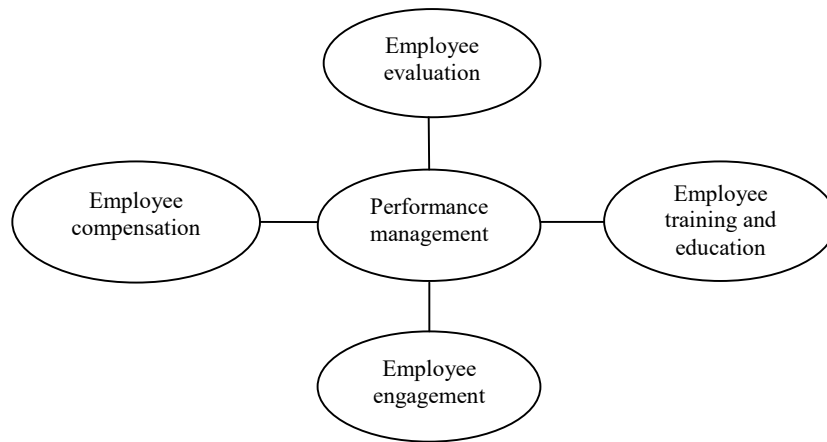 Employee
evaluation
Employee
compensation
Performance
management
Employee
training and
education
Employee
engagement